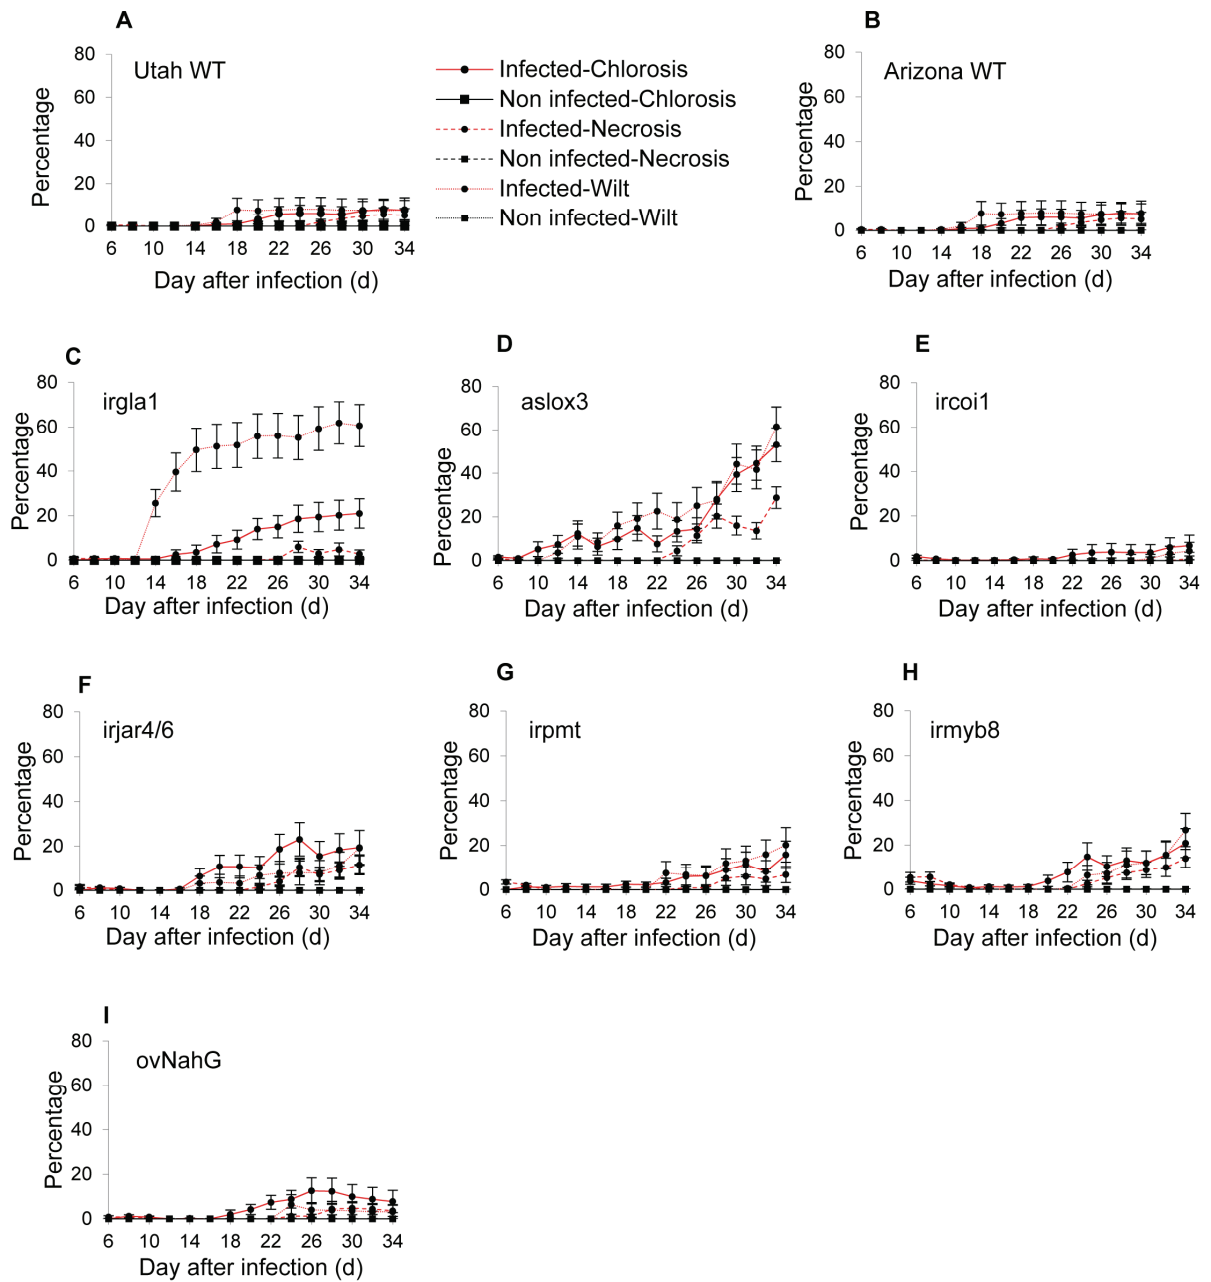 A
B
80
60
40
20
0
Percentage
Utah WT
6 10 14 18 22 26 30 34
Day after infection (d)
Infected-Chlorosis
Non infected-Chlorosis
Infected-Necrosis
Non infected-Necrosis
Infected-Wilt
Non infected-Wilt
80
60
40
20
0
Percentage
Arizona WT
6 10 14 18 22 26 30 34
Day after infection (d)
C
80
60
40
20
0
Percentage
irgla1
6 10 14 18 22 26 30 34
Day after infection (d)
D
80
60
40
20
0
Percentage
aslox3
6 10 14 18 22 26 30 34
Day after infection (d)
E
80
60
40
20
0
Percentage
ircoi1
6 10 14 18 22 26 30 34
Day after infection (d)
F
80
60
40
20
0
Percentage
irjar4/6
6 10 14 18 22 26 30 34
Day after infection (d)
G
80
60
40
20
0
Percentage
irpmt
6 10 14 18 22 26 30 34
Day after infection (d)
H
80
60
40
20
0
Percentage
irmyb8
6 10 14 18 22 26 30 34
Day after infection (d)
I
80
60
40
20
0
Percentage
ovNahG
6 10 14 18 22 26 30 34
Day after infection (d)